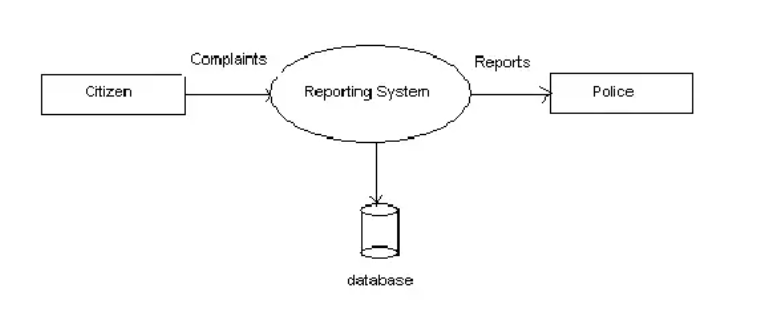 Complaints
Reports
Citizen
Reporting System
Police
database